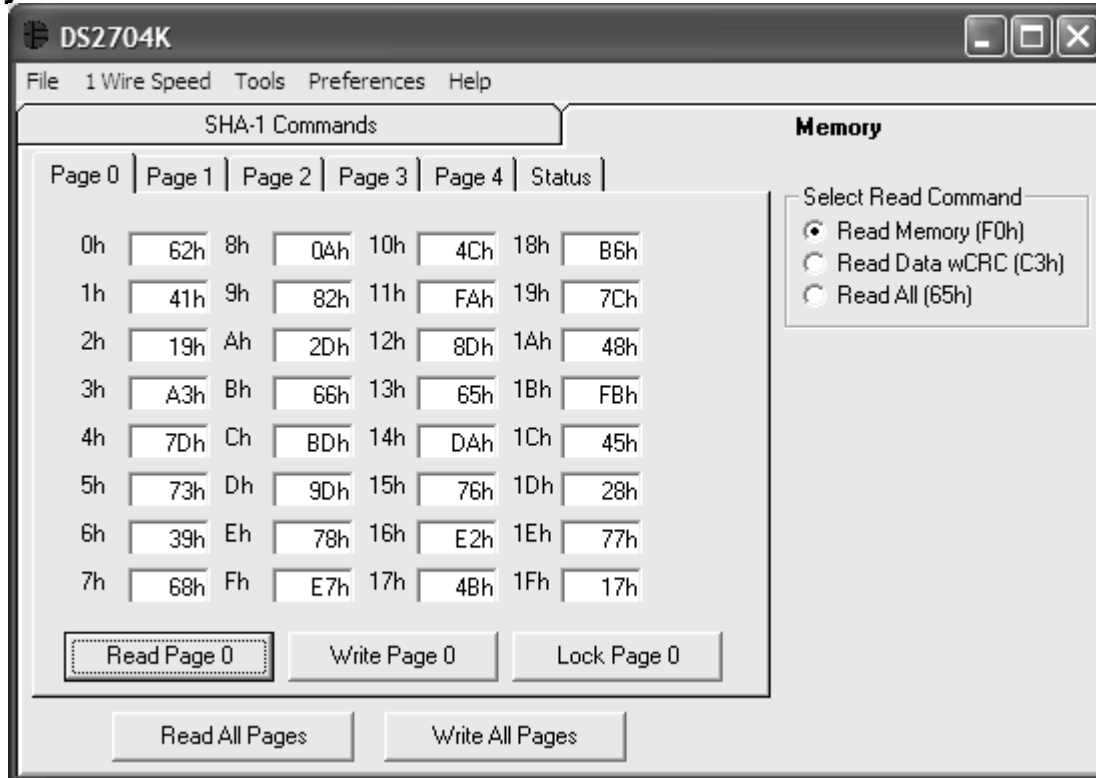 DS2704K
File 1 Wire Speed Tools Preferences Help
SHA-1 Commands Memory
Page 0 Page 1 Page 2 Page 3 Page 4 Status
Select Read Command
Read Memory (F0h)
Read Data wCRC (C3h)
Read All (65h)
0h 62h 8h 0Ah 10h 4Ch 18h B6h
1h 41h 9h 82h 11h FAh 19h 7Ch
2h 19h Ah 2Dh 12h 8Dh 1Ah 48h
3h A3h Bh 66h 13h 65h 1Bh FBh
4h 7Dh Ch BDh 14h DAh 1Ch 45h
5h 73h Dh 9Dh 15h 76h 1Dh 28h
6h 39h Eh 78h 16h E2h 1Eh 77h
7h 68h Fh E7h 17h 4Bh 1Fh 17h
Read Page 0 Write Page 0 Lock Page 0
Read All Pages Write All Pages